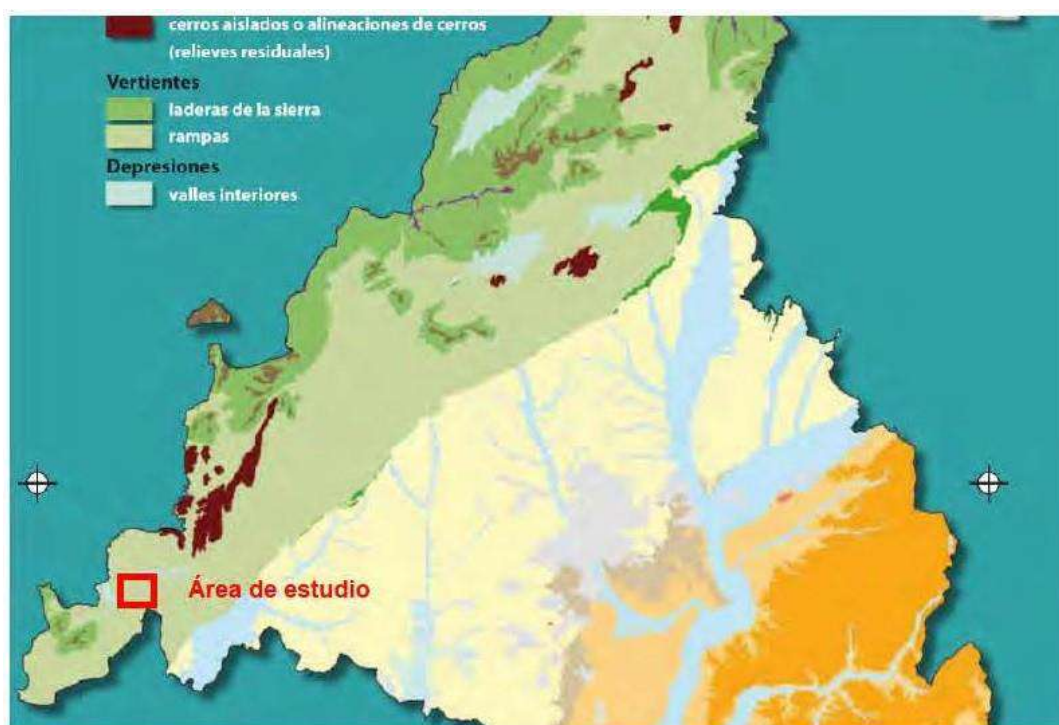 cerros aislados o alineaciones de cerros
(relieves residuales)
Vertientes
laderas de la sierra
rampas
Depresiones
valles interiores
Área de estudio